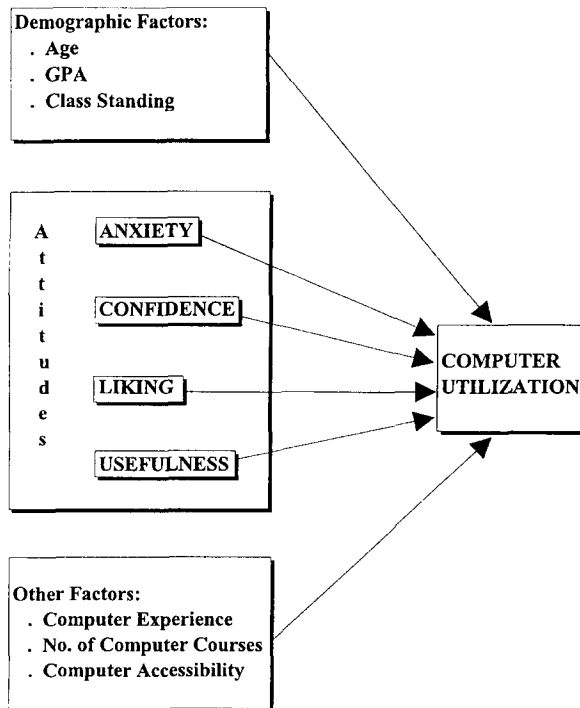 Demographic Factors:
. Age
. GPA
. Class Standing
Attitudes
ANXIETY
CONFIDENCE
LIKING
USEFULNESS
COMPUTER
UTILIZATION
Other Factors:
. Computer Experience
. No. of Computer Courses
. Computer Accessibility